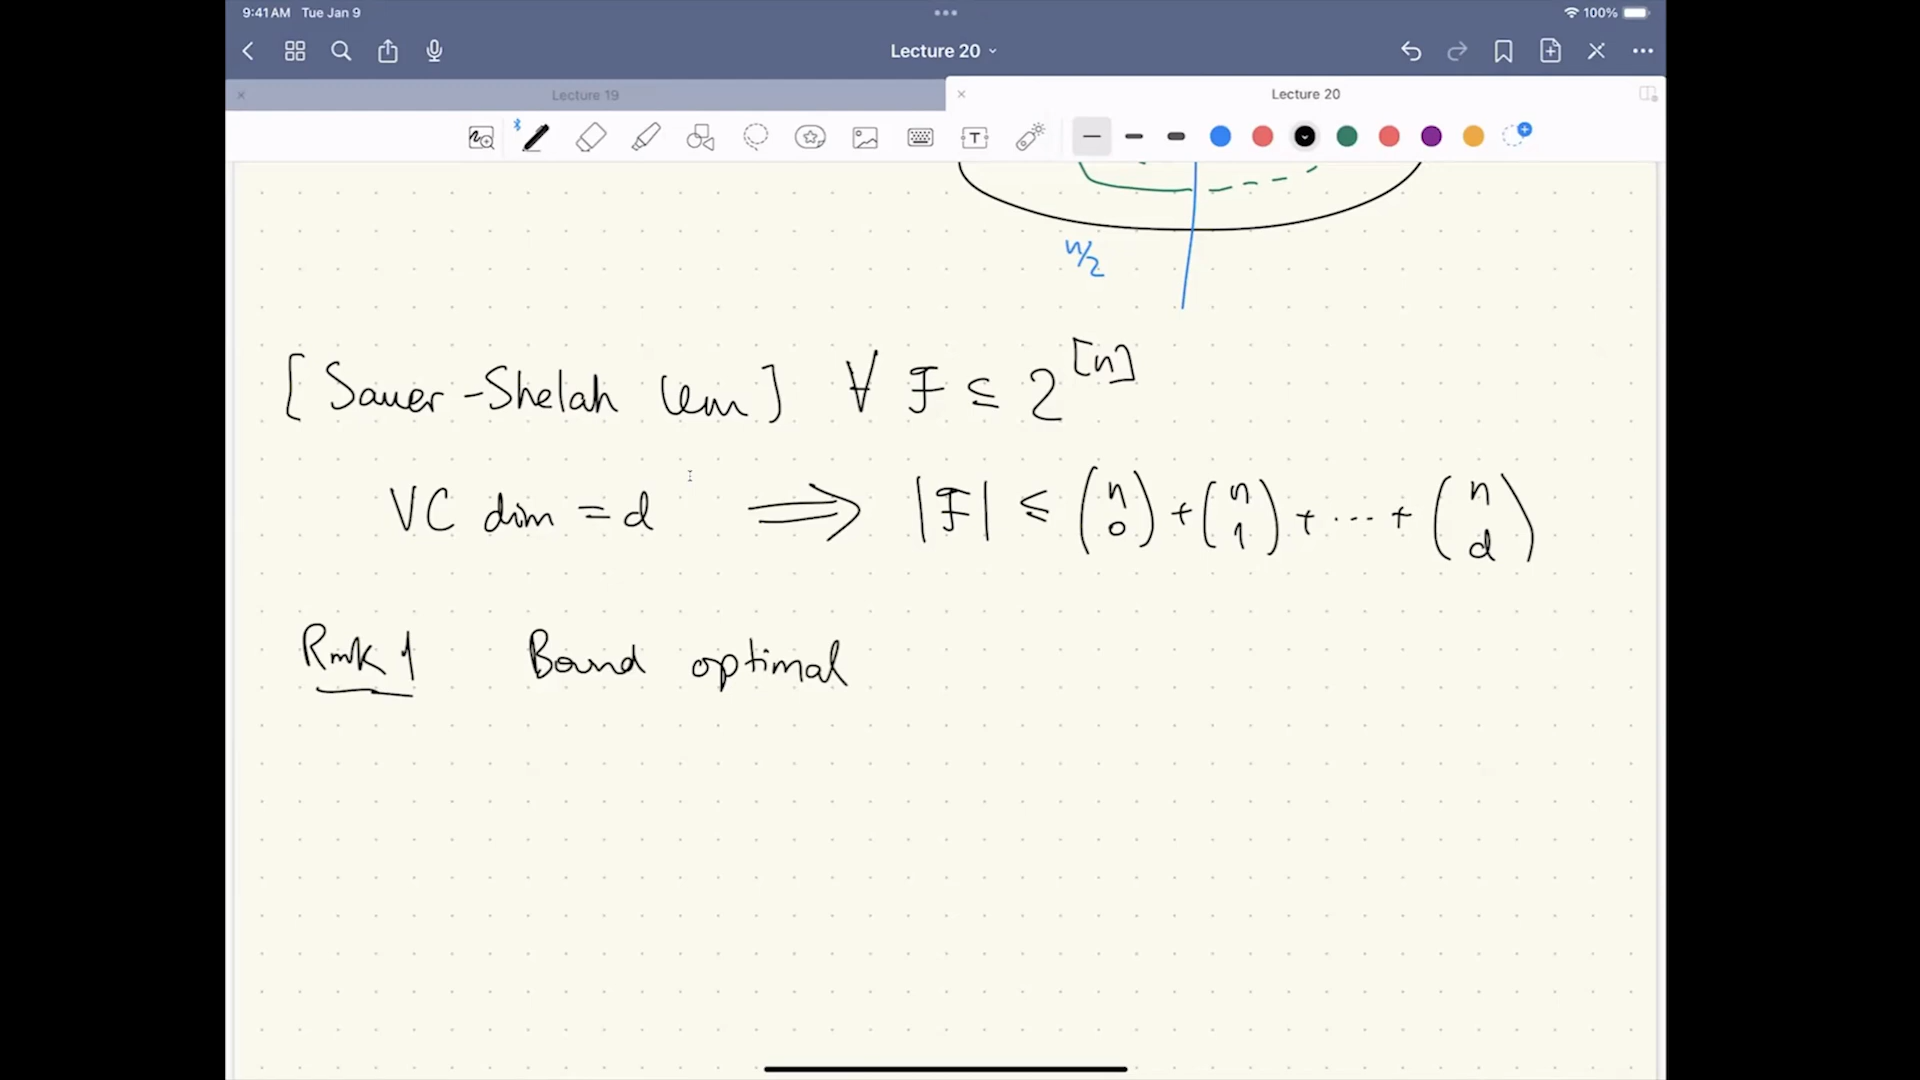 9:41 AM Tue Jan 9
100%
Lecture 20
Lecture 19
Lecture 20
T
n/2
[Sauer-Shelah Lem] ∀ F ⊆ 2^[n]
VC dim = d ⟹ |F| ≤ (n 0) + (n 1) + ... + (n d)
Rmk 1 Bound optimal